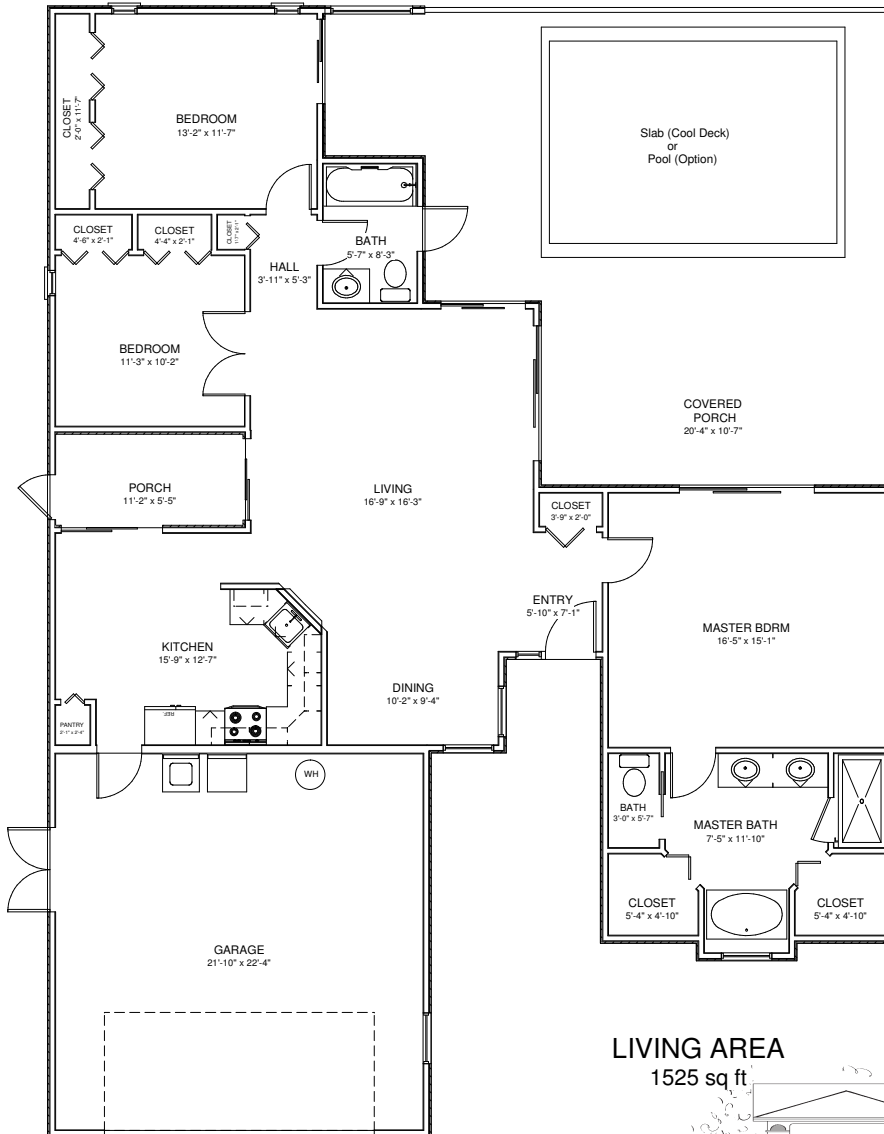 CLOSET
2'-0" x 11'-7"
BEDROOM
13'-2" x 11'-7"
Slab (Cool Deck)
or
Pool (Option)
CLOSET
4'-6" x 2'-1"
CLOSET
4'-4" x 2'-1"
CLOSET
HALL
3'-11" x 5'-3"
BATH
5'-7" x 8'-3"
BEDROOM
11'-3" x 10'-2"
COVERED
PORCH
20'-4" x 10'-7"
PORCH
11'-2" x 5'-5"
LIVING
16'-9" x 16'-3"
CLOSET
3'-9" x 2'-0"
ENTRY
5'-10" x 7'-1"
MASTER BDRM
16'-5" x 15'-1"
KITCHEN
15'-9" x 12'-7"
DINING
10'-2" x 9'-4"
PANTRY
2'-1" x 2'-4"
REF.
WH
BATH
3'-0" x 5'-7"
MASTER BATH
7'-5" x 11'-10"
CLOSET
5'-4" x 4'-10"
CLOSET
5'-4" x 4'-10"
GARAGE
21'-10" x 22'-4"
LIVING AREA
1525 sq ft